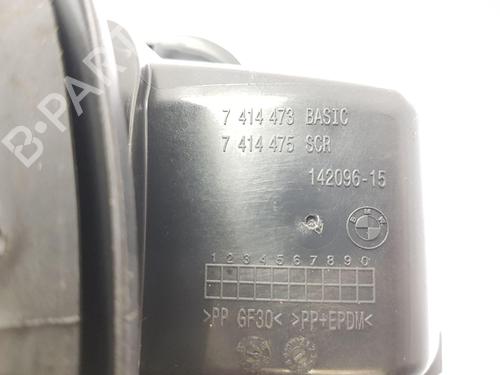 7 414 473 BASIC
7 414 475 SCR
142096-15
BMW
1 2 3 4 5 6 7 8 9 0
>PP GF30< >PP+EPDM<
B-PARTS